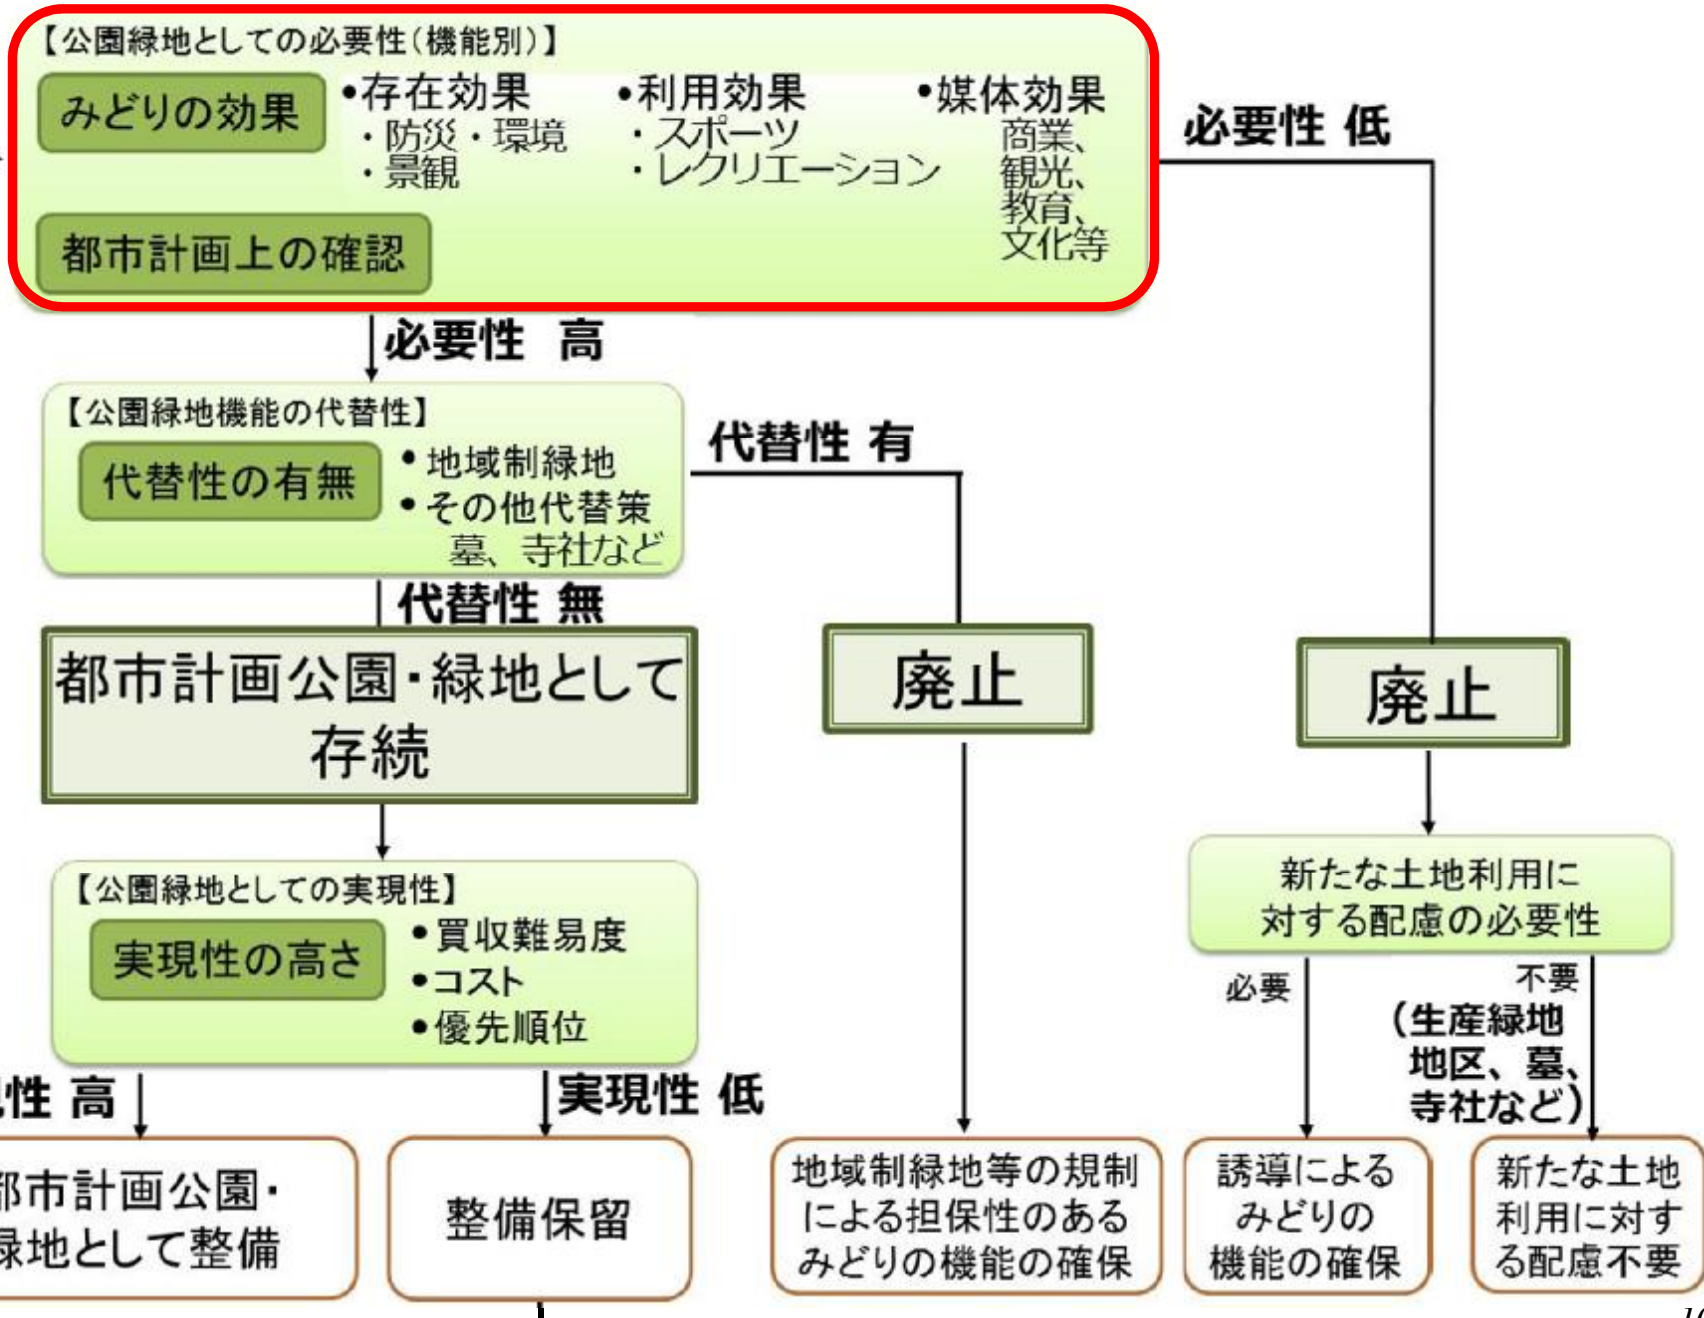 【公園緑地としての必要性(機能別)】
みどりの効果
•存在効果
・防災・環境
・景観
•利用効果
・スポーツ
・レクリエーション
•媒体効果
商業、
観光、
教育、
文化等
都市計画上の確認
必要性 低
必要性 高
【公園緑地機能の代替性】
代替性の有無
•地域制緑地
•その他代替策
墓、寺社など
代替性 有
代替性 無
都市計画公園・緑地として
存続
廃止
廃止
【公園緑地としての実現性】
実現性の高さ
•買収難易度
•コスト
•優先順位
新たな土地利用に
対する配慮の必要性
必要
不要
(生産緑地
地区、墓、
寺社など)
性 高
実現性 低
都市計画公園・
緑地として整備
整備保留
地域制緑地等の規制
による担保性のある
みどりの機能の確保
誘導による
みどりの
機能の確保
新たな土地
利用に対す
る配慮不要